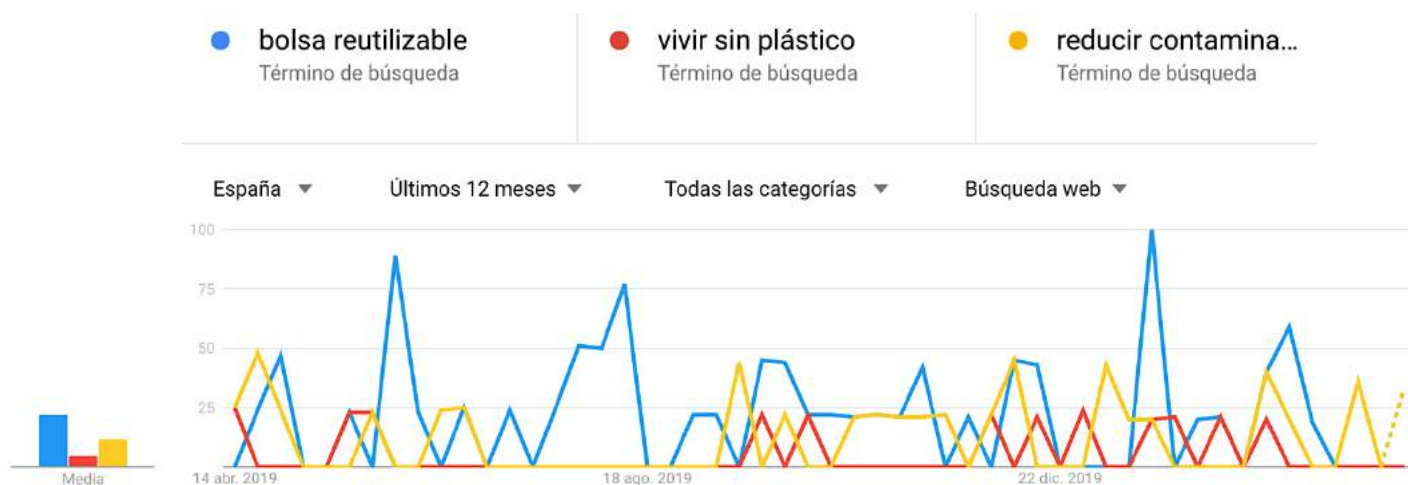 bolsa reutilizable
Término de búsqueda
vivir sin plástico
Término de búsqueda
reducir contamina...
Término de búsqueda
España
Últimos 12 meses
Todas las categorías
Búsqueda web
100
75
50
25
Media
14 abr. 2019
18 ago. 2019
22 dic. 2019